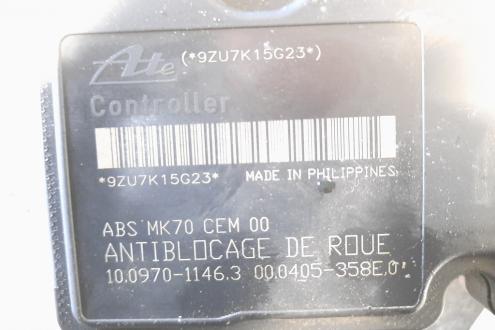 Ate (*9ZU7K15G23*)
Controller
*9ZU7K15G23* MADE IN PHILIPPINES
ABS MK70 CEM 00
ANTIBLOCAGE DE ROUE
10.0970-1146.3 00.0405-358E.0